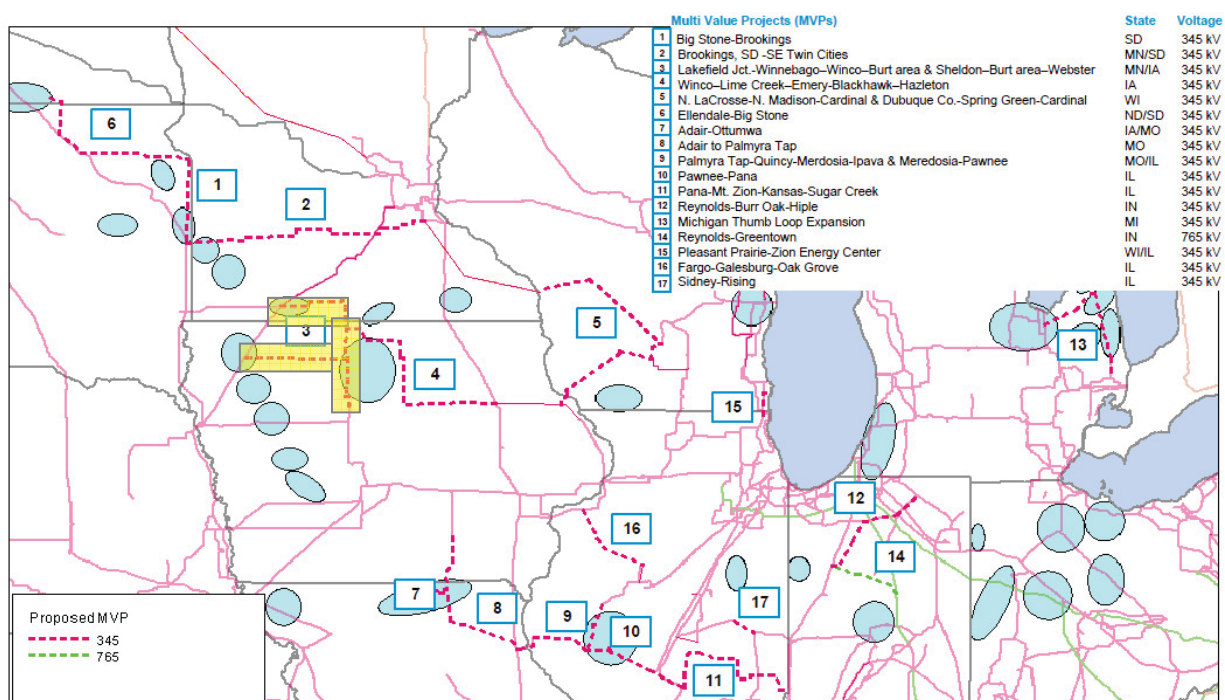 Multi Value Projects (MVPs) State Voltage
1 Big Stone-Brookings SD 345 kV
2 Brookings, SD -SE Twin Cities MN/SD 345 kV
3 Lakefield Jct.-Winnebago–Winco–Burt area & Sheldon–Burt area–Webster MN/IA 345 kV
4 Winco–Lime Creek–Emery-Blackhawk–Hazleton IA 345 kV
5 N. LaCrosse-N. Madison-Cardinal & Dubuque Co.-Spring Green-Cardinal WI 345 kV
6 Ellendale-Big Stone ND/SD 345 kV
7 Adair-Ottumwa IA/MO 345 kV
8 Adair to Palmyra Tap MO 345 kV
9 Palmyra Tap-Quincy-Merdosia-Ipava & Meredosia-Pawnee MO/IL 345 kV
10 Pawnee-Pana IL 345 kV
11 Pana-Mt. Zion-Kansas-Sugar Creek IL 345 kV
12 Reynolds-Burr Oak-Hiple IN 345 kV
13 Michigan Thumb Loop Expansion MI 345 kV
14 Reynolds-Greentown IN 765 kV
15 Pleasant Prairie-Zion Energy Center WI/IL 345 kV
16 Fargo-Galesburg-Oak Grove IL 345 kV
17 Sidney-Rising IL 345 kV
6
1
2
3
5
13
4
15
12
16
14
7
8
9
10
17
11
Proposed MVP
345
765